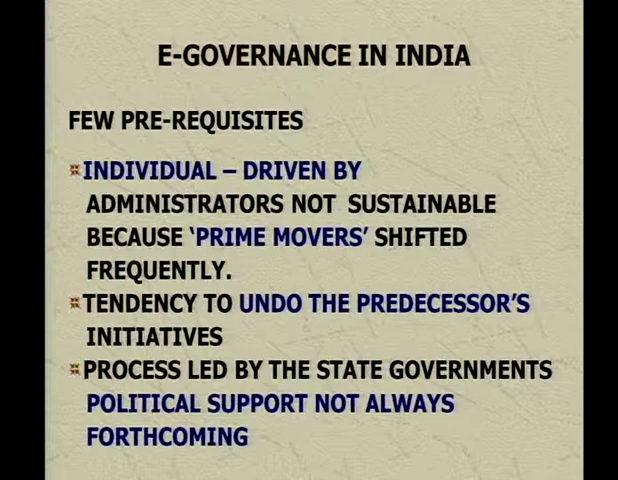 E-GOVERNANCE IN INDIA
FEW PRE-REQUISITES
INDIVIDUAL – DRIVEN BY
ADMINISTRATORS NOT SUSTAINABLE
BECAUSE ‘PRIME MOVERS’ SHIFTED
FREQUENTLY.
TENDENCY TO UNDO THE PREDECESSOR’S
INITIATIVES
PROCESS LED BY THE STATE GOVERNMENTS
POLITICAL SUPPORT NOT ALWAYS
FORTHCOMING